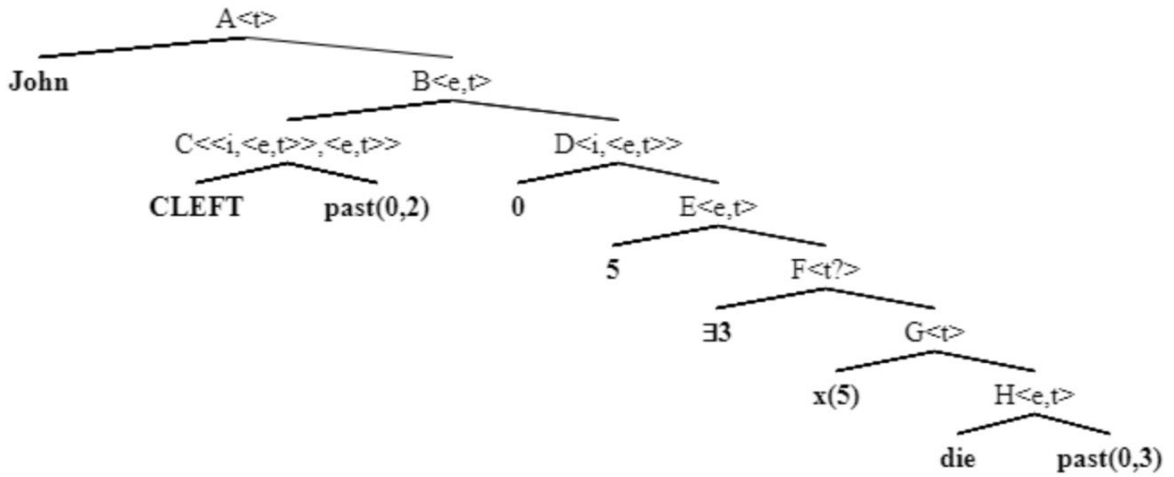 A<t>
John B<e,t>
C<<i,<e,t>>,<e,t>> D<i,<e,t>>
CLEFT past(0,2) 0 E<e,t>
5 F<t?>
∃3 G<t>
x(5) H<e,t>
die past(0,3)